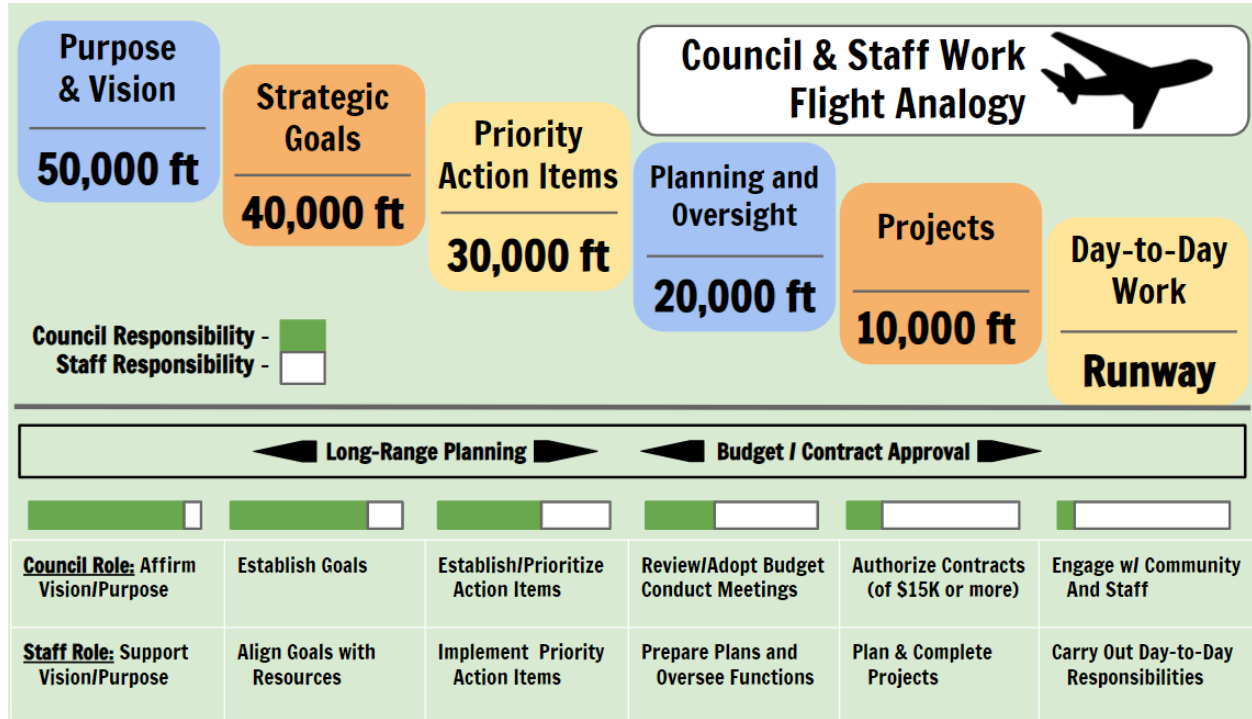 Purpose
& Vision
50,000 ft
Strategic
Goals
40,000 ft
Priority
Action Items
30,000 ft
Council & Staff Work
Flight Analogy
Planning and
Oversight
20,000 ft
Projects
10,000 ft
Day-to-Day
Work
Runway
Council Responsibility -
Staff Responsibility -
Long-Range Planning
Budget / Contract Approval
Council Role: Affirm
Vision/Purpose
Establish Goals
Establish/Prioritize
Action Items
Review/Adopt Budget
Conduct Meetings
Authorize Contracts
(of $15K or more)
Engage w/ Community
And Staff
Staff Role: Support
Vision/Purpose
Align Goals with
Resources
Implement Priority
Action Items
Prepare Plans and
Oversee Functions
Plan & Complete
Projects
Carry Out Day-to-Day
Responsibilities